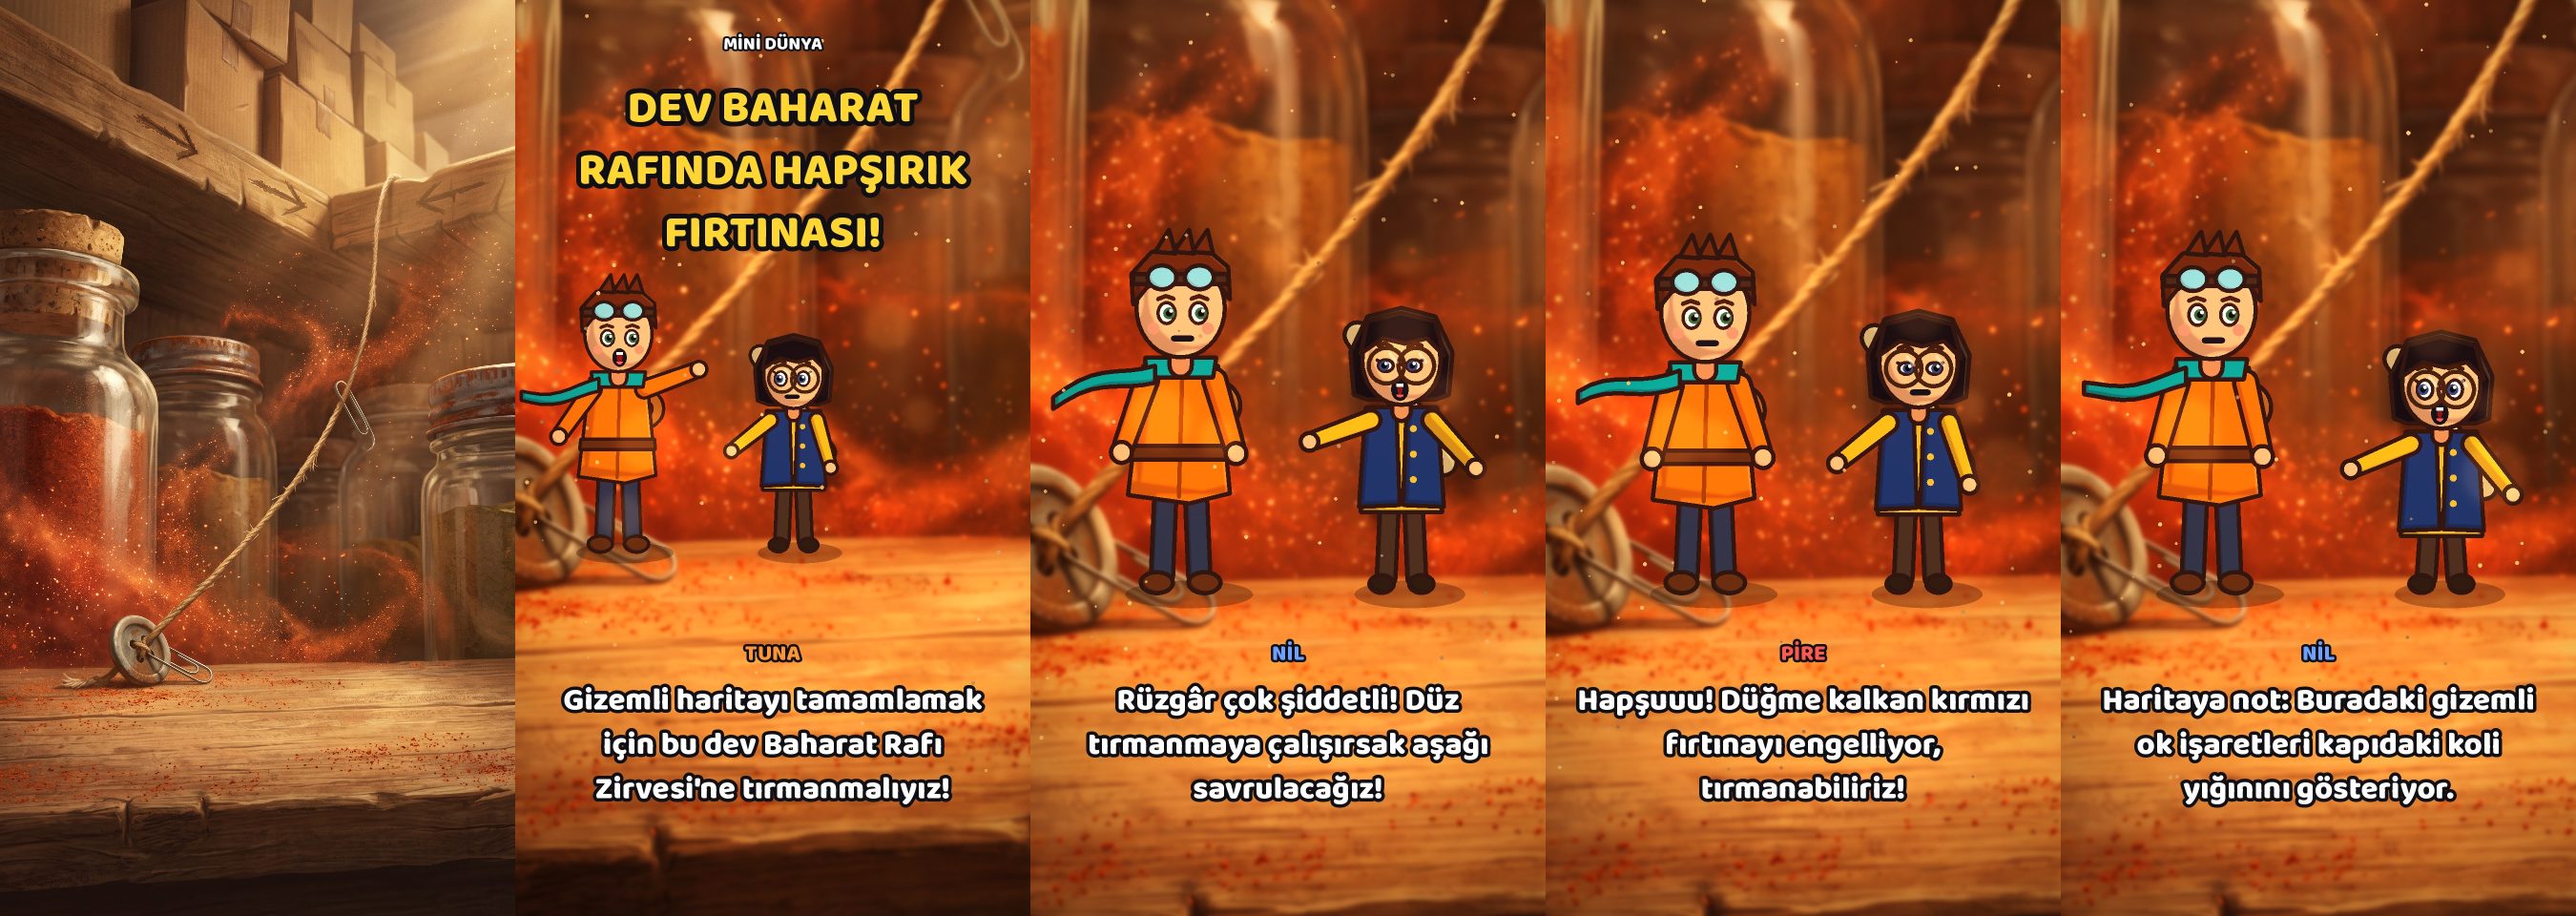 MİNİ DÜNYA
DEV BAHARAT
RAFINDA HAPŞIRIK
FIRTINASI!
TUNA
Gizemli haritayı tamamlamak
için bu dev Baharat Rafı
Zirvesi'ne tırmanmalıyız!
NİL
Rüzgâr çok şiddetli! Düz
tırmanmaya çalışırsak aşağı
savrulacağız!
PİRE
Hapşuuu! Düğme kalkan kırmızı
fırtınayı engelliyor,
tırmanabiliriz!
NİL
Haritaya not: Buradaki gizemli
ok işaretleri kapıdaki koli
yığınını gösteriyor.